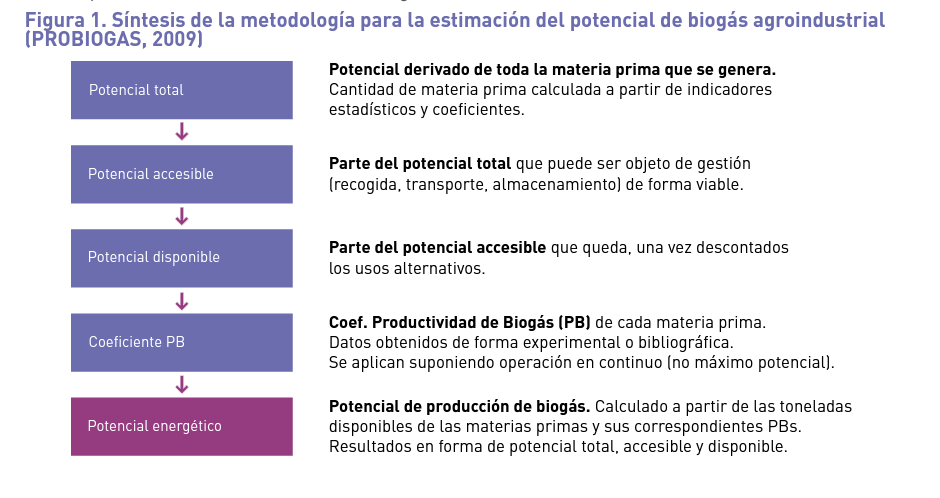 Figura 1. Síntesis de la metodología para la estimación del potencial de biogás agroindustrial
(PROBIOGAS, 2009)
Potencial total
Potencial derivado de toda la materia prima que se genera.
Cantidad de materia prima calculada a partir de indicadores
estadísticos y coeficientes.
Potencial accesible
Parte del potencial total que puede ser objeto de gestión
(recogida, transporte, almacenamiento) de forma viable.
Potencial disponible
Parte del potencial accesible que queda, una vez descontados
los usos alternativos.
Coeficiente PB
Coef. Productividad de Biogás (PB) de cada materia prima.
Datos obtenidos de forma experimental o bibliográfica.
Se aplican suponiendo operación en continuo (no máximo potencial).
Potencial energético
Potencial de producción de biogás. Calculado a partir de las toneladas
disponibles de las materias primas y sus correspondientes PBs.
Resultados en forma de potencial total, accesible y disponible.